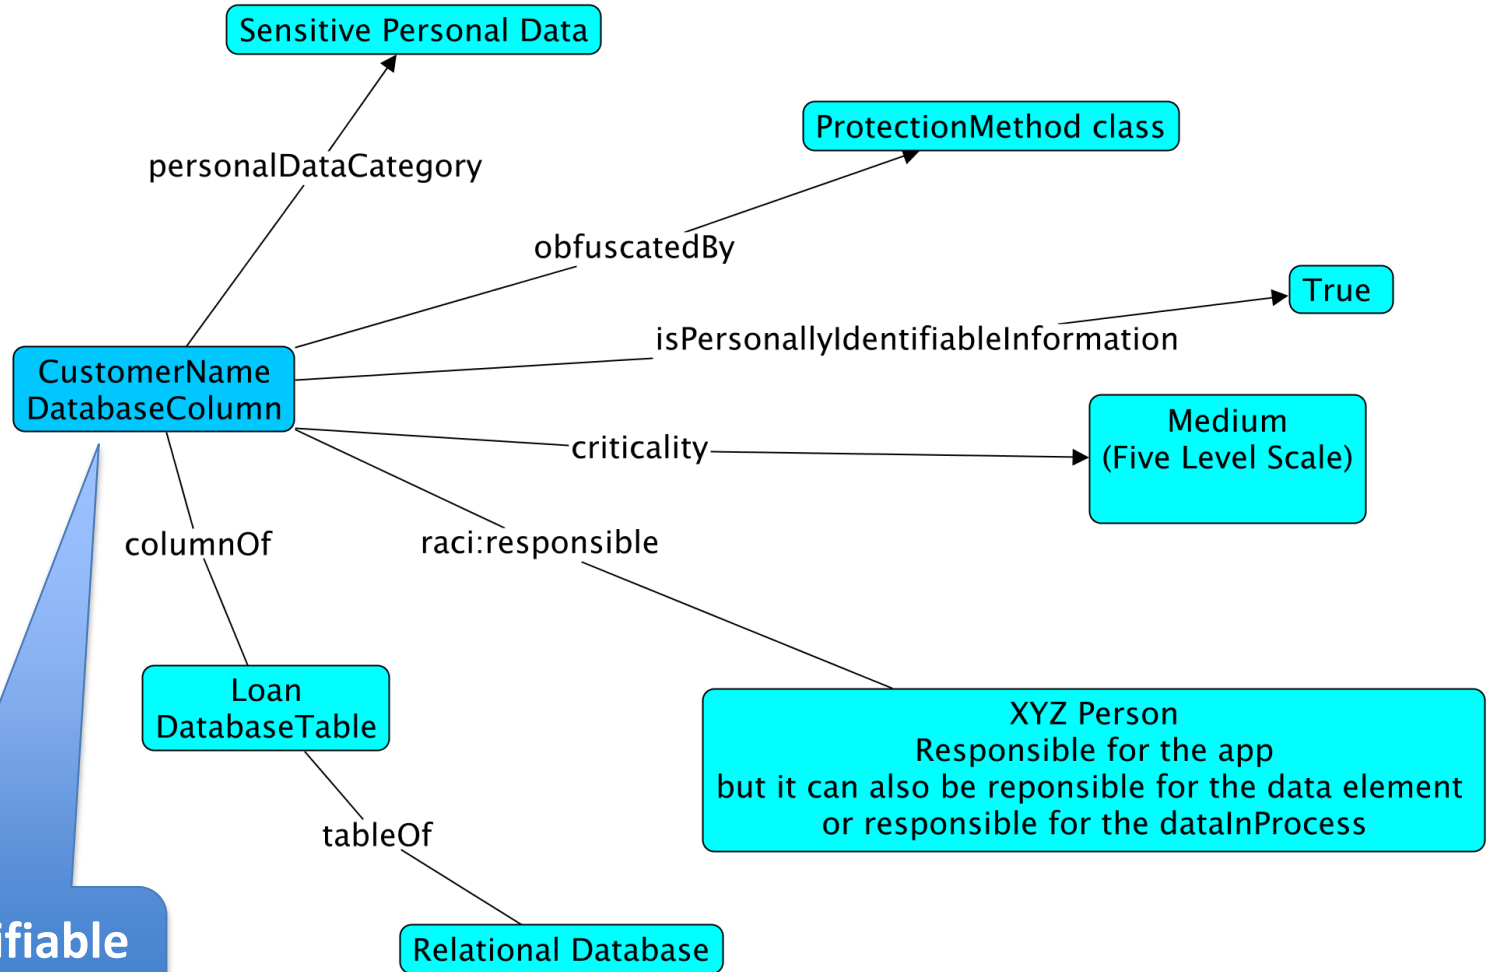 Sensitive Personal Data
ProtectionMethod class
personalDataCategory
obfuscatedBy
True
isPersonallyIdentifiableInformation
CustomerName
DatabaseColumn
Medium
(Five Level Scale)
criticality
columnOf
raci:responsible
Loan
DatabaseTable
XYZ Person
Responsible for the app
but it can also be reponsible for the data element
or responsible for the dataInProcess
tableOf
ifiable
Relational Database